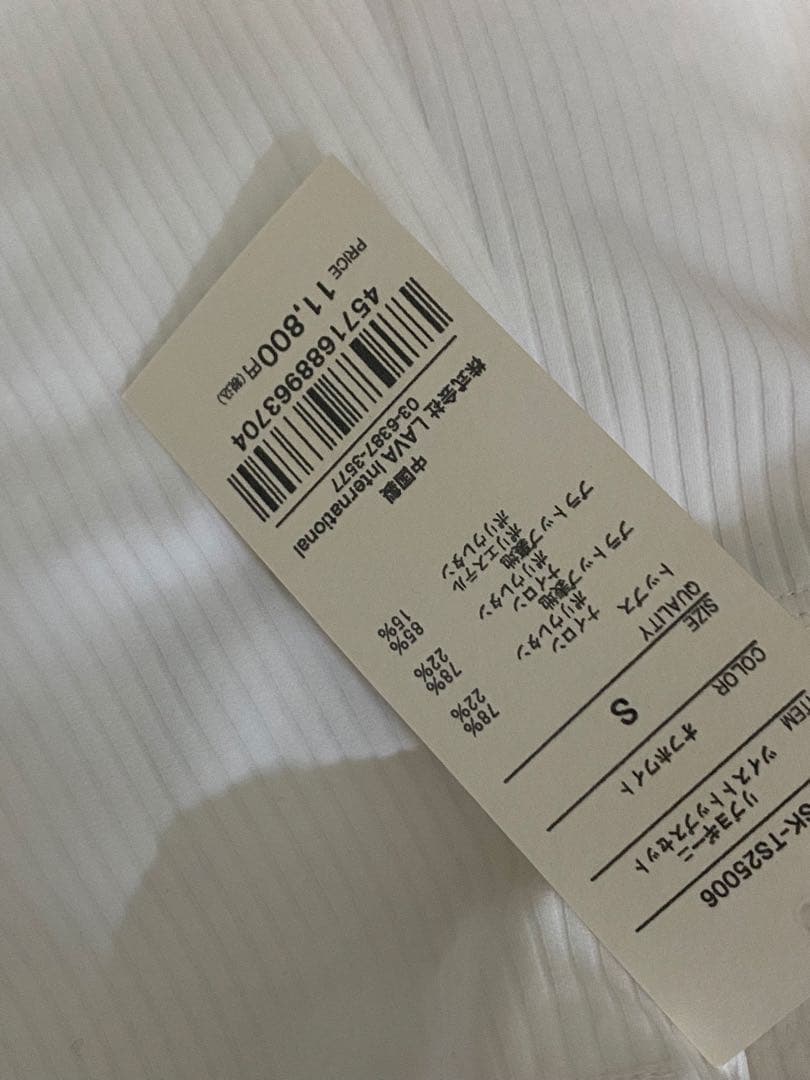 SK-TS25006
ITEM リブヨギーニ
ツイストトップスセット
COLOR オフホワイト
SIZE S
QUALITY
トップス
ナイロン 78%
ポリウレタン 22%
ブラトップ表地
ナイロン 78%
ポリウレタン 22%
ブラトップ裏地
ポリエステル 85%
ポリウレタン 15%
中国製
株式会社 LAVA International
03-6387-3577
4571688963704
PRICE 11,800円(税込)